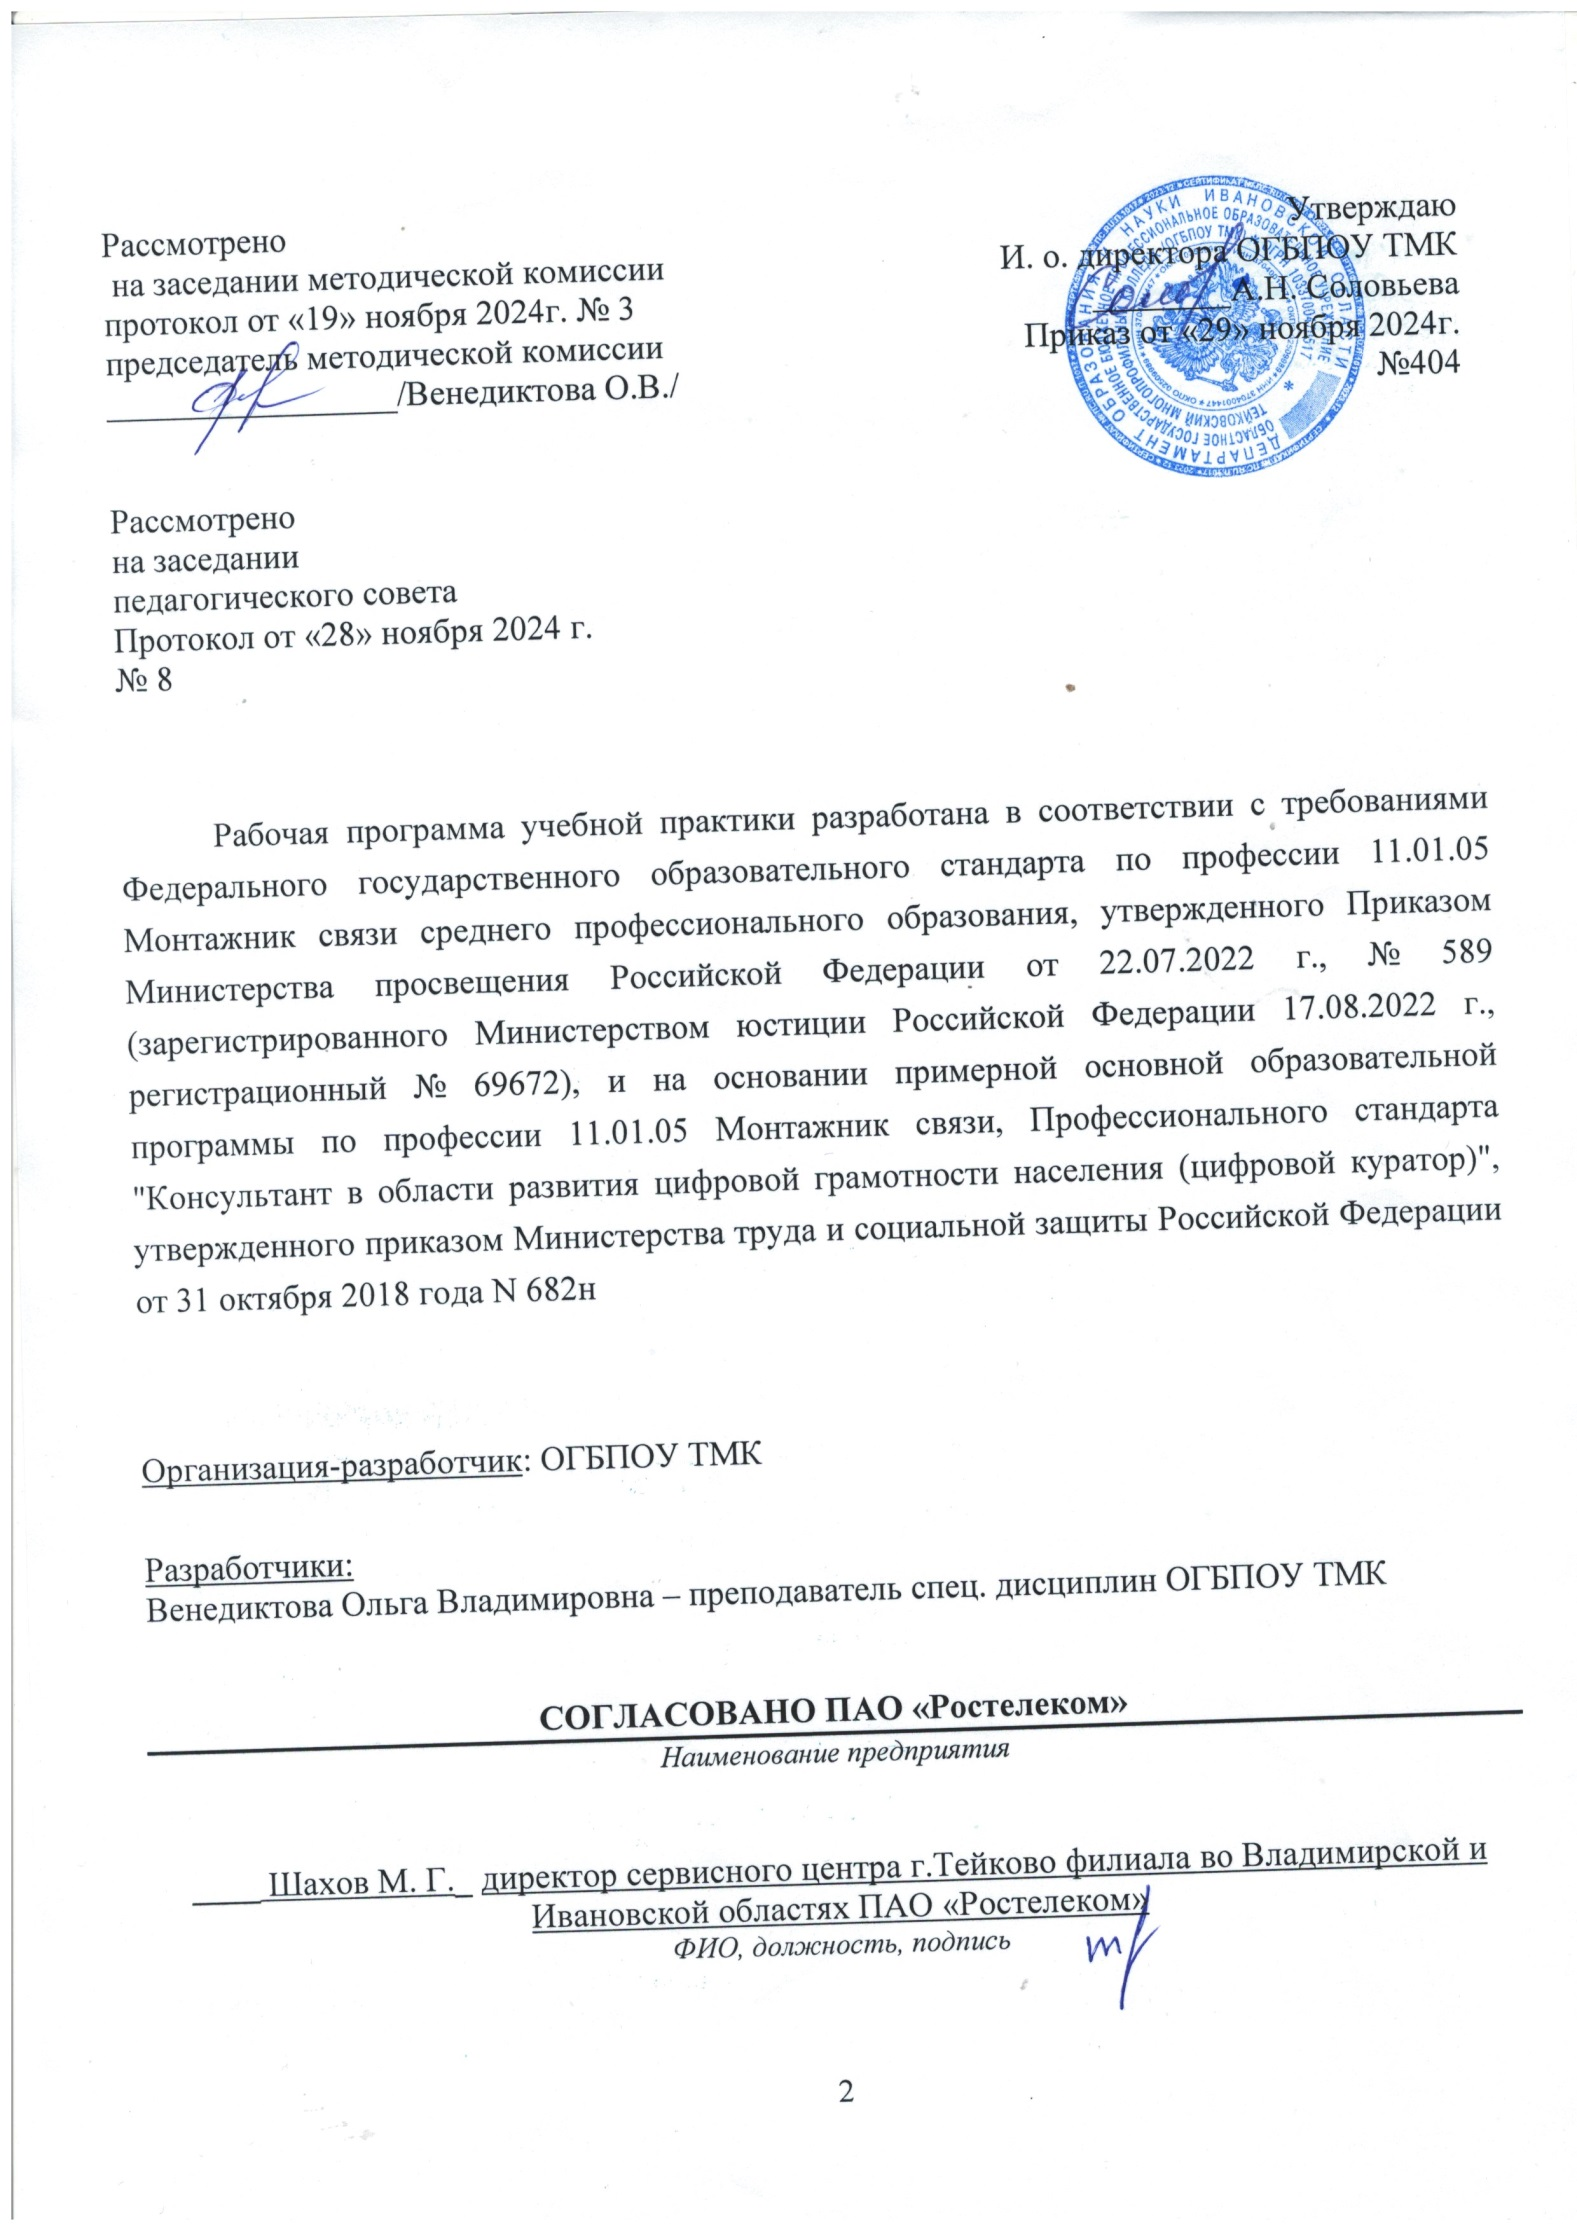 Рассмотрено
на заседании методической комиссии
протокол от «19» ноября 2024г. № 3
председатель методической комиссии
/Венедиктова О.В./
Утверждаю
И. о. директора ОГБПОУ ТМК
А.Н. Соловьева
Приказ от «29» ноября 2024г.
№404
Рассмотрено
на заседании
педагогического совета
Протокол от «28» ноября 2024 г.
№ 8
Рабочая программа учебной практики разработана в соответствии с требованиями
Федерального государственного образовательного стандарта по профессии 11.01.05
Монтажник связи среднего профессионального образования, утвержденного Приказом
Министерства просвещения Российской Федерации от 22.07.2022 г., № 589
(зарегистрированного Министерством юстиции Российской Федерации 17.08.2022 г.,
регистрационный № 69672), и на основании примерной основной образовательной
программы по профессии 11.01.05 Монтажник связи, Профессионального стандарта
"Консультант в области развития цифровой грамотности населения (цифровой куратор)",
утвержденного приказом Министерства труда и социальной защиты Российской Федерации
от 31 октября 2018 года N 682н
Организация-разработчик: ОГБПОУ ТМК
Разработчики:
Венедиктова Ольга Владимировна – преподаватель спец. дисциплин ОГБПОУ ТМК
СОГЛАСОВАНО ПАО «Ростелеком»
Наименование предприятия
Шахов М. Г._ директор сервисного центра г.Тейково филиала во Владимирской и
Ивановской областях ПАО «Ростелеком»
ФИО, должность, подпись
2